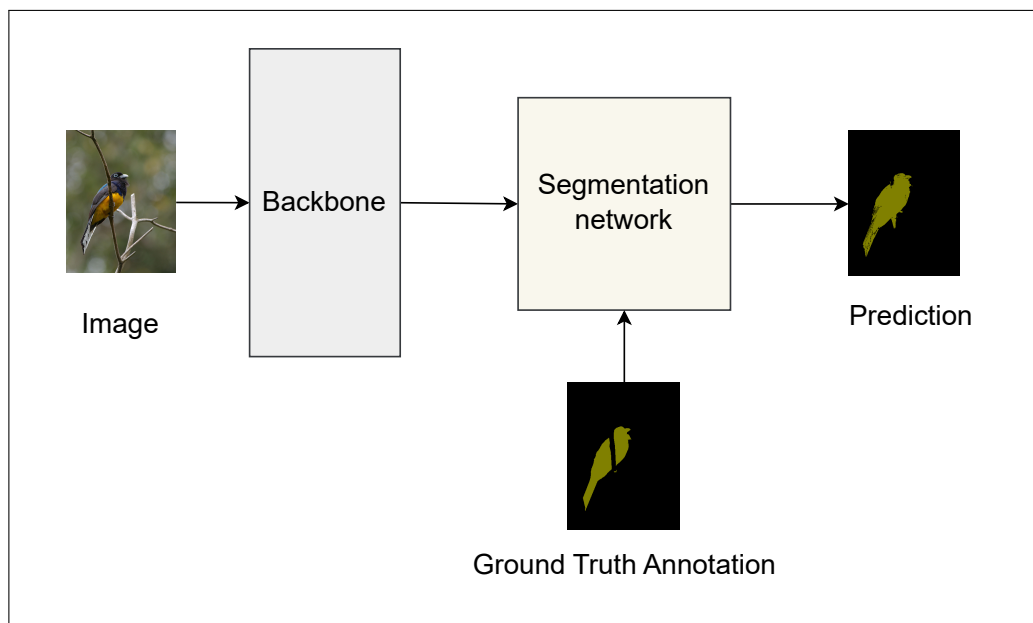 Image
Backbone
Segmentation
network
Prediction
Ground Truth Annotation